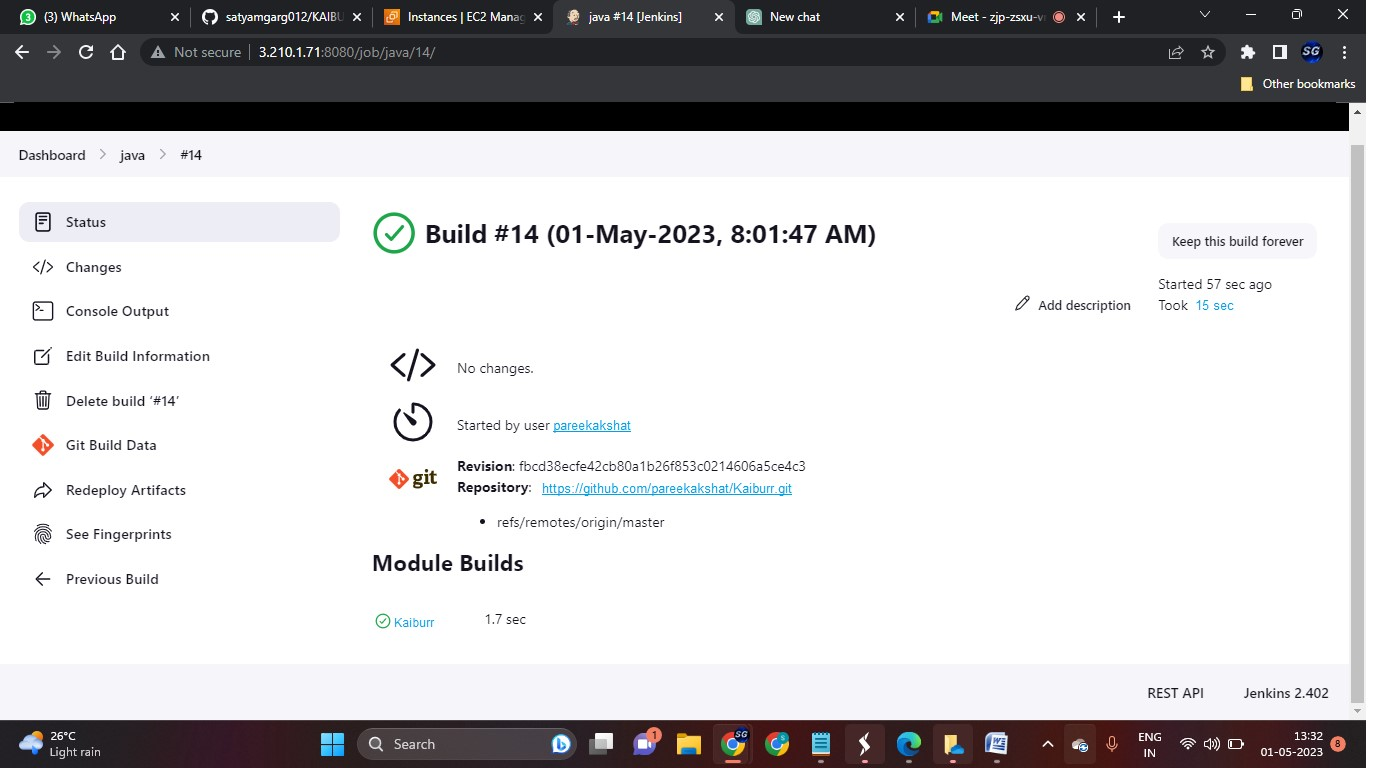 (3) WhatsApp
satyamgarg012/KAIBU
Instances | EC2 Manag
java #14 [Jenkins]
New chat
Meet - zjp-zsxu-v
Not secure
3.210.1.71:8080/job/java/14/
SG
Other bookmarks
Dashboard
java
#14
Status
Changes
Console Output
Edit Build Information
Delete build ‘#14’
Git Build Data
Redeploy Artifacts
See Fingerprints
Previous Build
Build #14 (01-May-2023, 8:01:47 AM)
Keep this build forever
Started 57 sec ago
Took 15 sec
Add description
No changes.
Started by user pareekakshat
git
Revision: fbcd38ecfe42cb80a1b26f853c0214606a5ce4c3
Repository: https://github.com/pareekakshat/Kaiburr.git
• refs/remotes/origin/master
Module Builds
Kaiburr 1.7 sec
REST API
Jenkins 2.402
26°C
Light rain
Search
1
SG
ENG
IN
13:32
01-05-2023
8